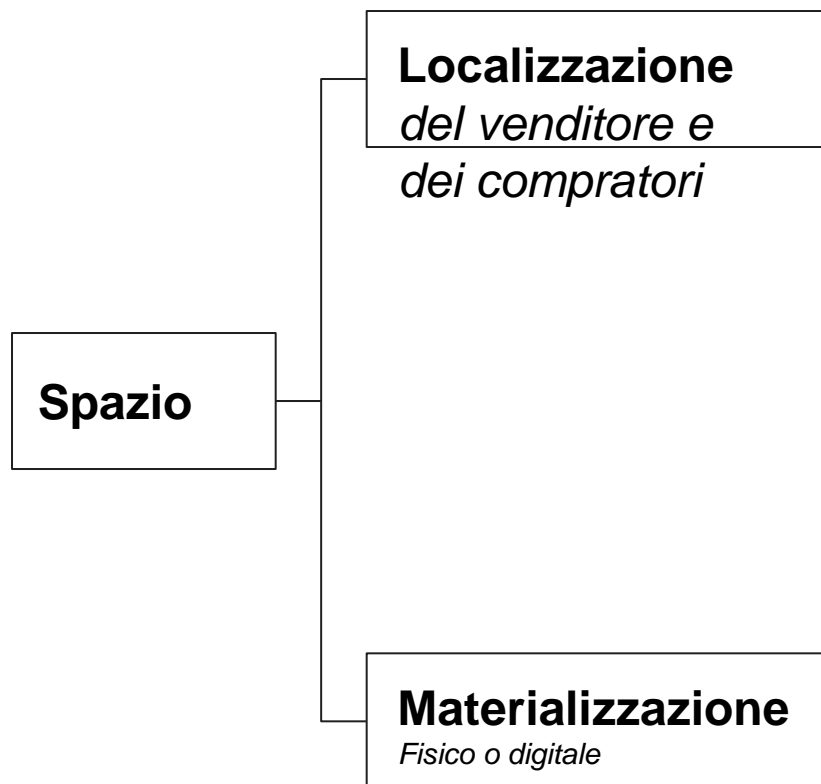 Localizzazione
del venditore e
dei compratori
Spazio
Materializzazione
Fisico o digitale